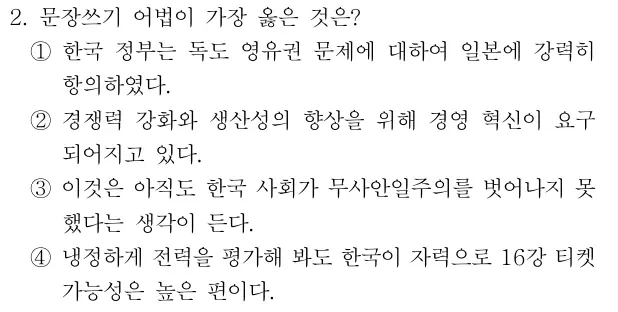 2. 문장쓰기 어법이 가장 옳은 것은?
① 한국 정부는 독도 영유권 문제에 대하여 일본에 강력히
항의하였다.
② 경쟁력 강화와 생산성의 향상을 위해 경영 혁신이 요구
되어지고 있다.
③ 이것은 아직도 한국 사회가 무사안일주의를 벗어나지 못
했다는 생각이 든다.
④ 냉정하게 전력을 평가해 봐도 한국이 자력으로 16강 티켓
가능성은 높은 편이다.